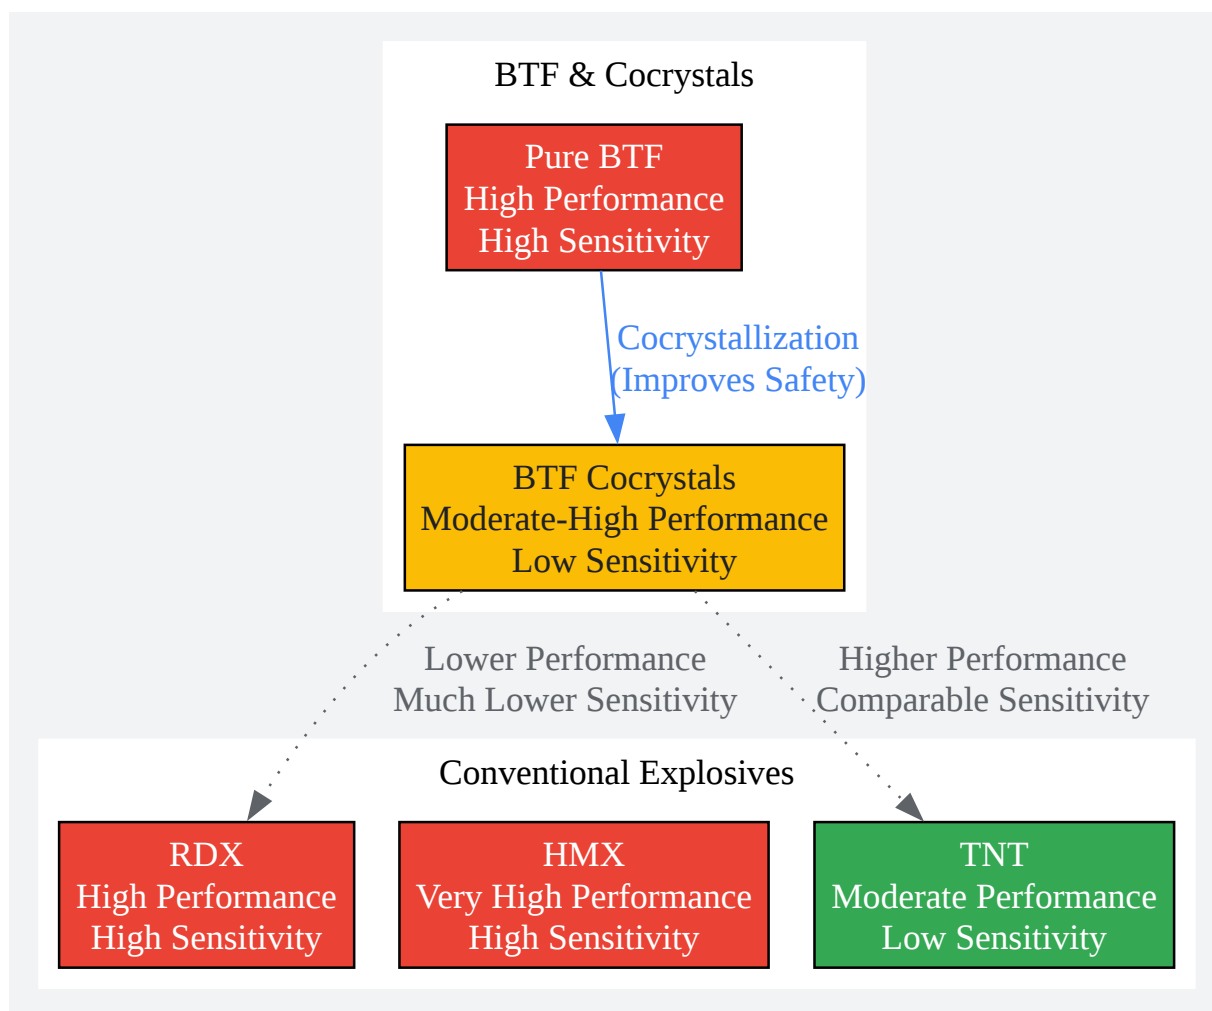 BTF & Cocrystals
Pure BTF
High Performance
High Sensitivity
Cocrystallization
(Improves Safety)
BTF Cocrystals
Moderate-High Performance
Low Sensitivity
Lower Performance
Much Lower Sensitivity
Higher Performance
Comparable Sensitivity
Conventional Explosives
RDX
High Performance
High Sensitivity
HMX
Very High Performance
High Sensitivity
TNT
Moderate Performance
Low Sensitivity